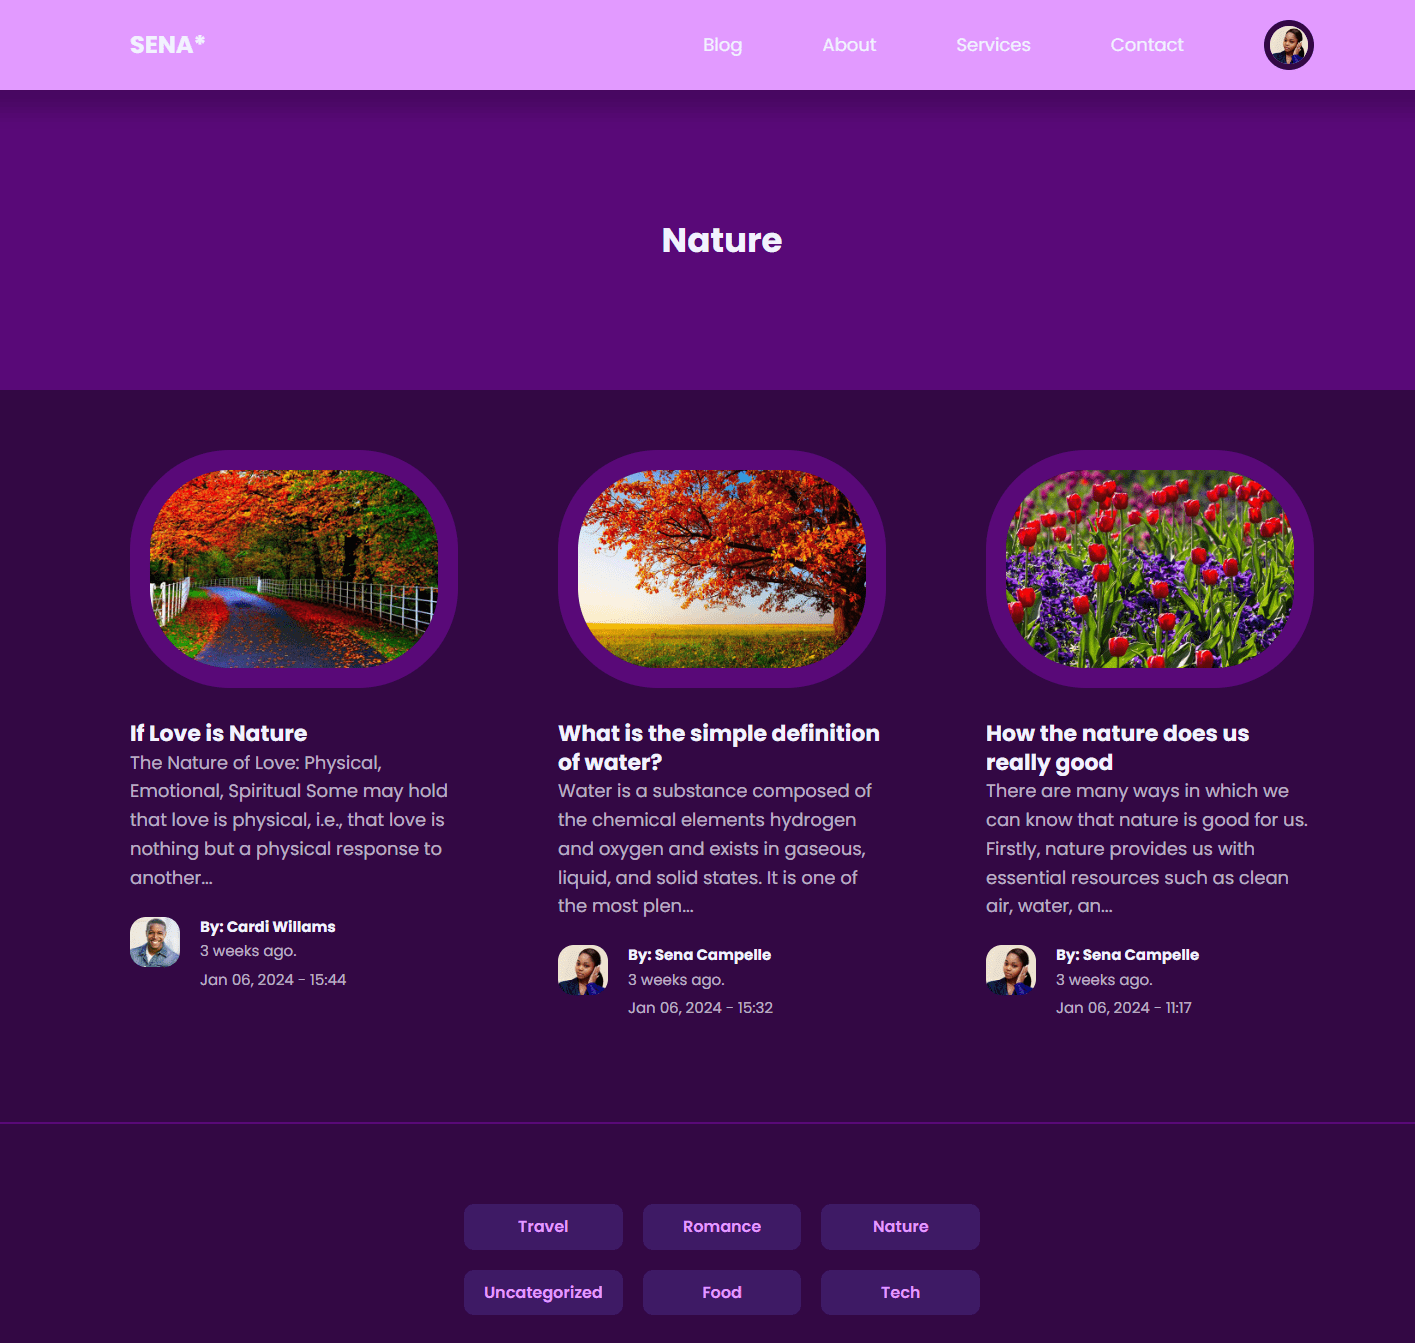 SENA*
Blog
About
Services
Contact
Nature
If Love is Nature
The Nature of Love: Physical,
Emotional, Spiritual Some may hold
that love is physical, i.e., that love is
nothing but a physical response to
another...
By: Cardi Willams
3 weeks ago.
Jan 06, 2024 - 15:44
What is the simple definition
of water?
Water is a substance composed of
the chemical elements hydrogen
and oxygen and exists in gaseous,
liquid, and solid states. It is one of
the most plen...
By: Sena Campelle
3 weeks ago.
Jan 06, 2024 - 15:32
How the nature does us
really good
There are many ways in which we
can know that nature is good for us.
Firstly, nature provides us with
essential resources such as clean
air, water, an...
By: Sena Campelle
3 weeks ago.
Jan 06, 2024 - 11:17
Travel
Romance
Nature
Uncategorized
Food
Tech